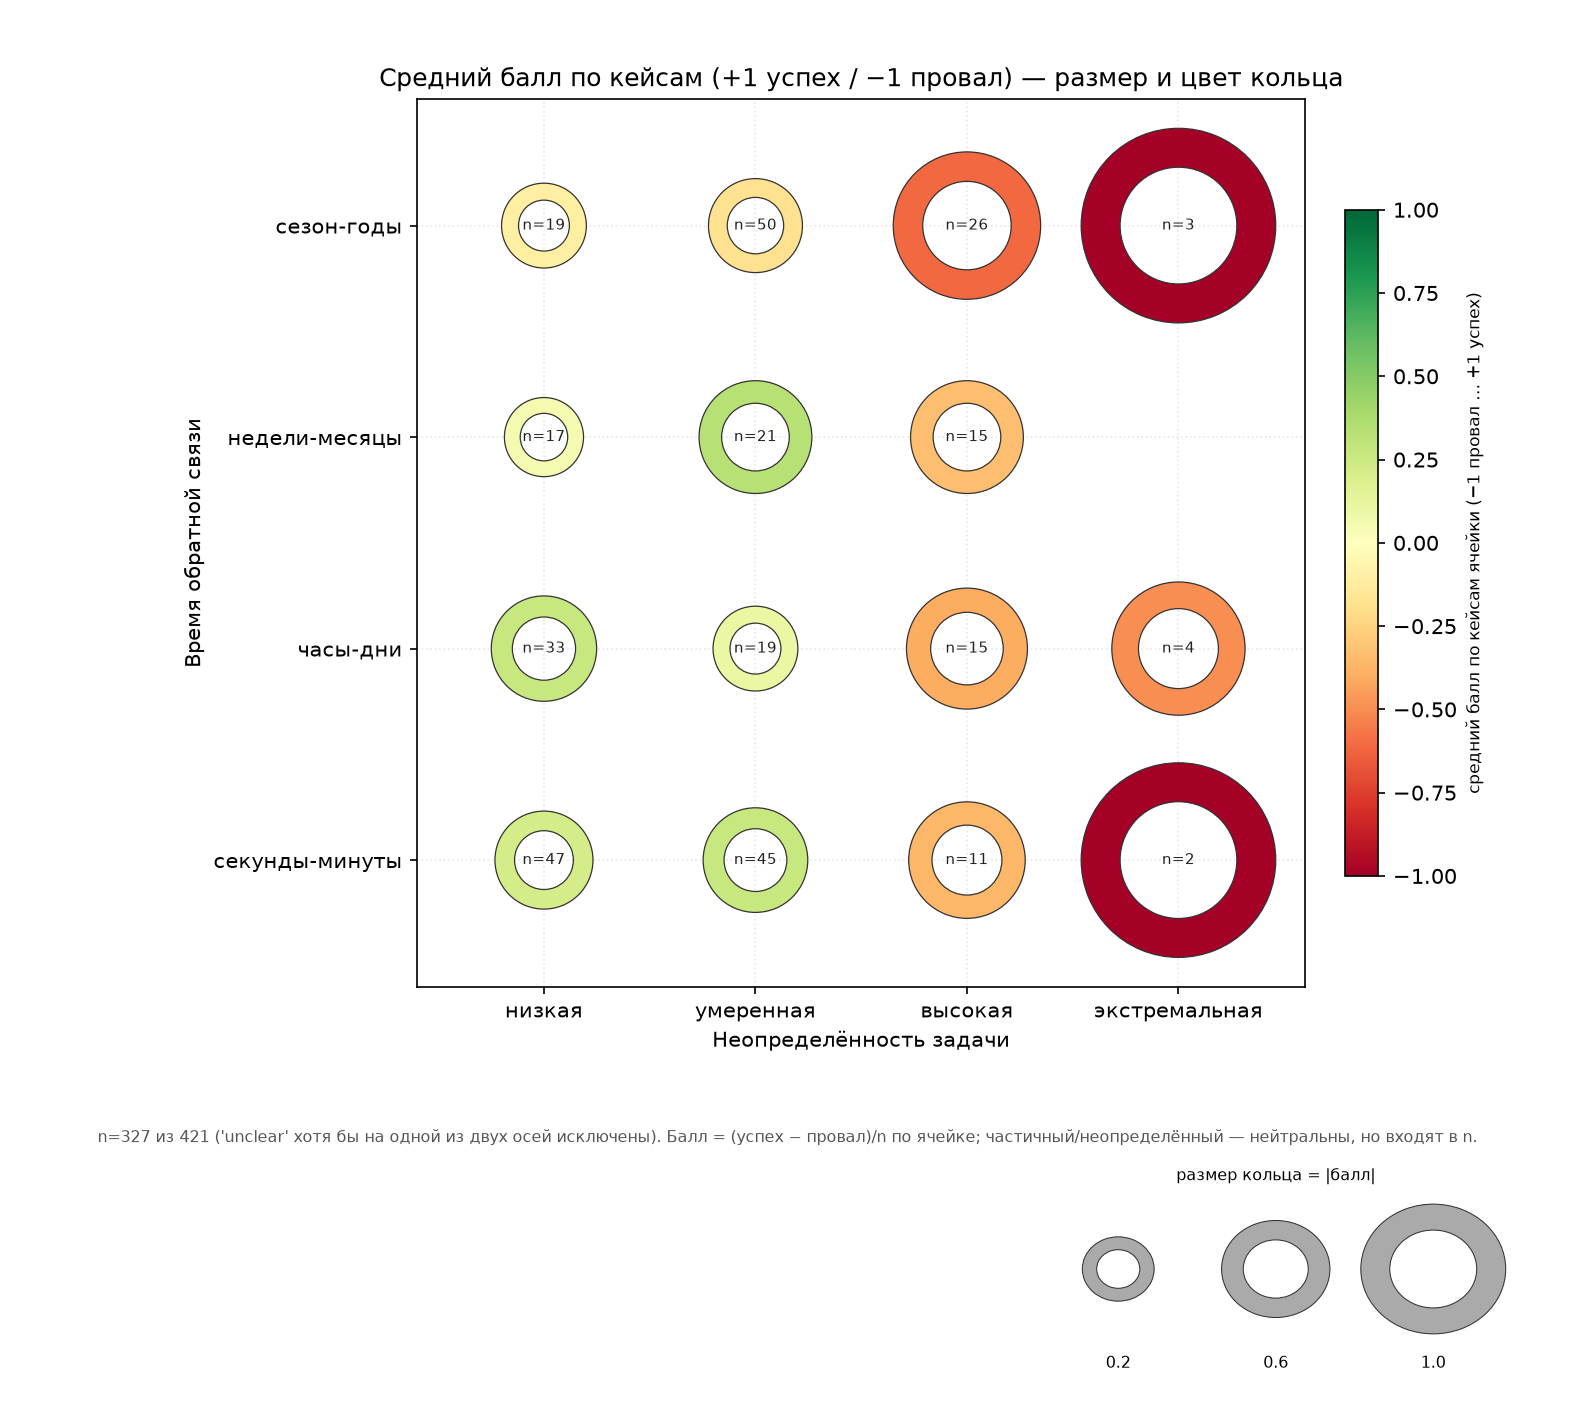 Средний балл по кейсам (+1 успех / −1 провал) — размер и цвет кольца
Время обратной связи
сезон-годы
n=19
n=50
n=26
n=3
недели-месяцы
n=17
n=21
n=15
часы-дни
n=33
n=19
n=15
n=4
секунды-минуты
n=47
n=45
n=11
n=2
низкая
умеренная
высокая
экстремальная
Неопределённость задачи
1.00
0.75
0.50
0.25
0.00
−0.25
−0.50
−0.75
−1.00
средний балл по кейсам ячейки (−1 провал ... +1 успех)
n=327 из 421 ('unclear' хотя бы на одной из двух осей исключены). Балл = (успех − провал)/n по ячейке; частичный/неопределённый — нейтральны, но входят в n.
размер кольца = |балл|
0.2
0.6
1.0